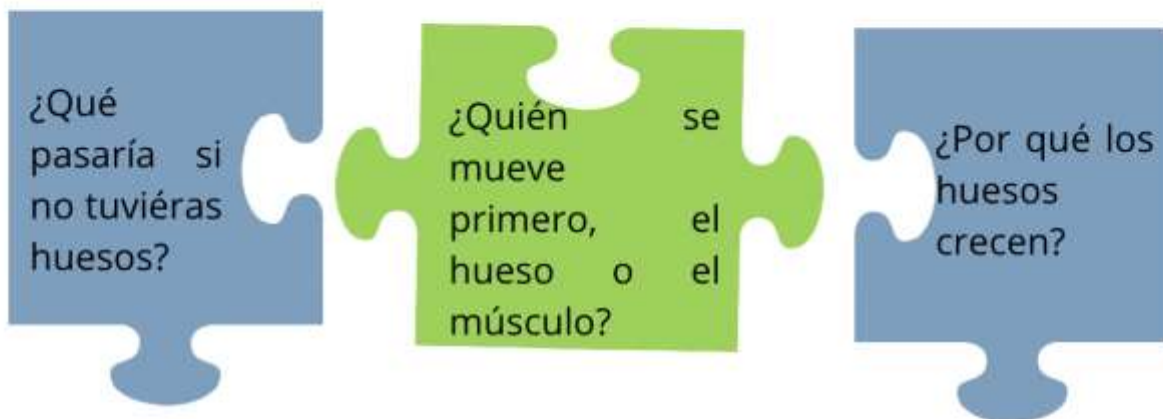 ¿Qué
pasaría si
no tuviéras
huesos?
¿Quién se
mueve
primero, el
hueso o el
músculo?
¿Por qué los
huesos
crecen?